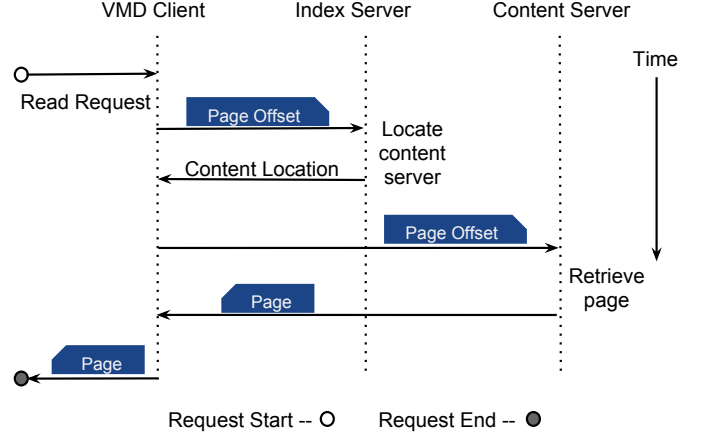 VMD Client
Index Server
Content Server
Time
Read Request
Page Offset
Locate
content
server
Content Location
Page Offset
Retrieve
page
Page
Page
Request Start --
Request End --